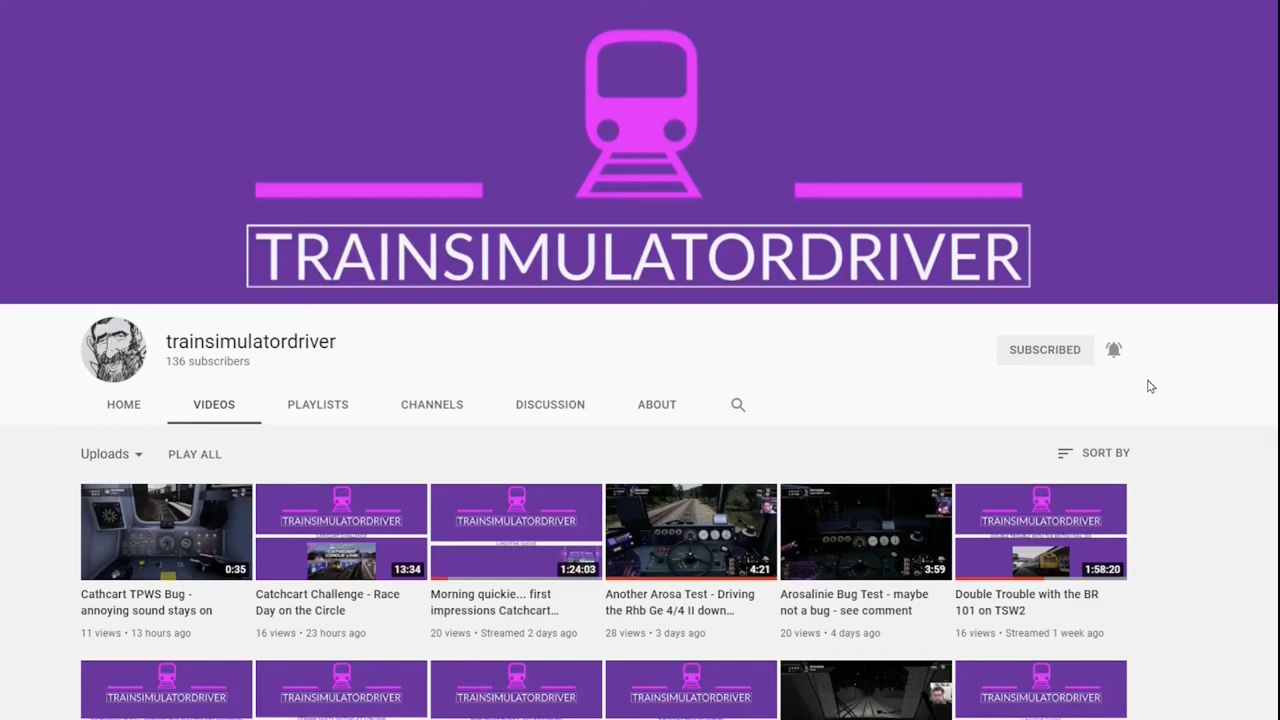 TRAINSIMULATORDRIVER
trainsimulatordriver
136 subscribers
SUBSCRIBED
HOME
VIDEOS
PLAYLISTS
CHANNELS
DISCUSSION
ABOUT
Uploads
PLAY ALL
SORT BY
TRAINSIMULATORDRIVER
CATHCART
CIRCLE LINE
TRAINSIMULATORDRIVER
TRAINSIMULATORDRIVER
0:35
13:34
1:24:03
4:21
3:59
1:58:20
Cathcart TPWS Bug -
annoying sound stays on
11 views • 13 hours ago
Catchcart Challenge - Race
Day on the Circle
16 views • 23 hours ago
Morning quickie... first
impressions Catchcart...
20 views • Streamed 2 days ago
Another Arosa Test - Driving
the Rhb Ge 4/4 II down...
28 views • 3 days ago
Arosalinie Bug Test - maybe
not a bug - see comment
20 views • 4 days ago
Double Trouble with the BR
101 on TSW2
16 views • Streamed 1 week ago
TRAINSIMULATORDRIVER
TRAINSIMULATORDRIVER
TRAINSIMULATORDRIVER
TRAINSIMULATORDRIVER
TRAINSIMULATORDRIVER